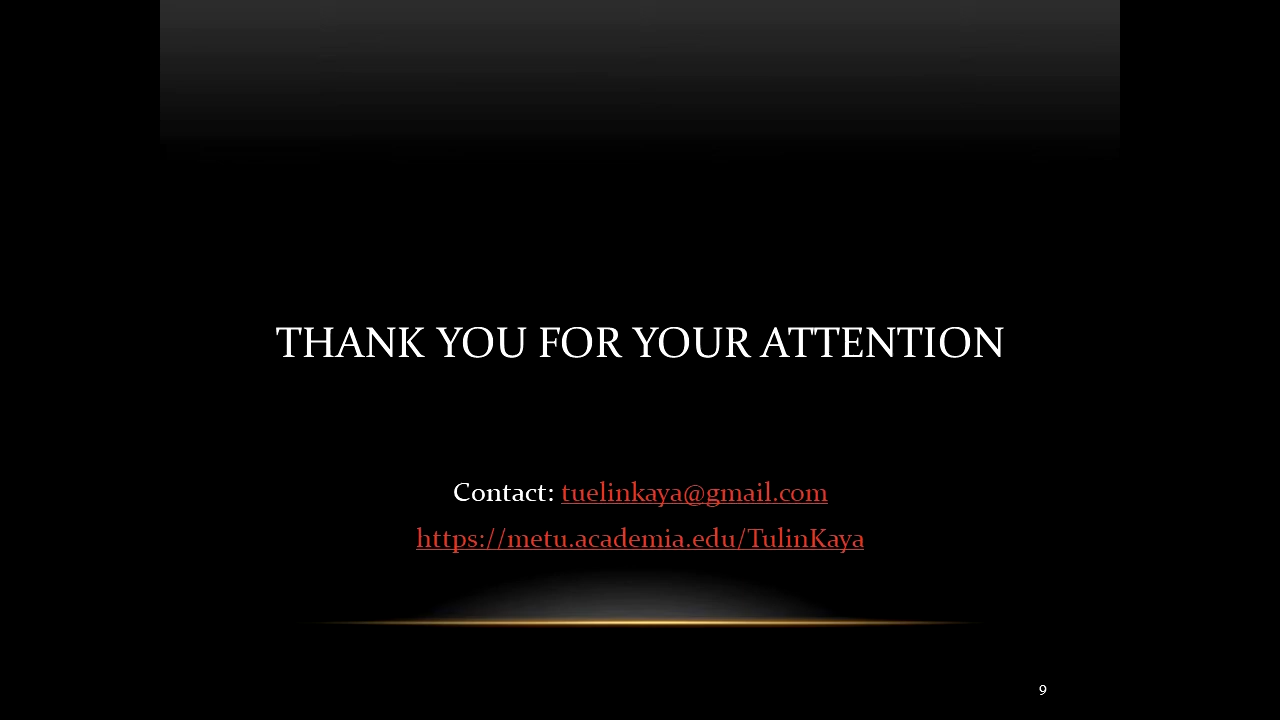 THANK YOU FOR YOUR ATTENTION
Contact: tuelinkaya@gmail.com
https://metu.academia.edu/TulinKaya
9